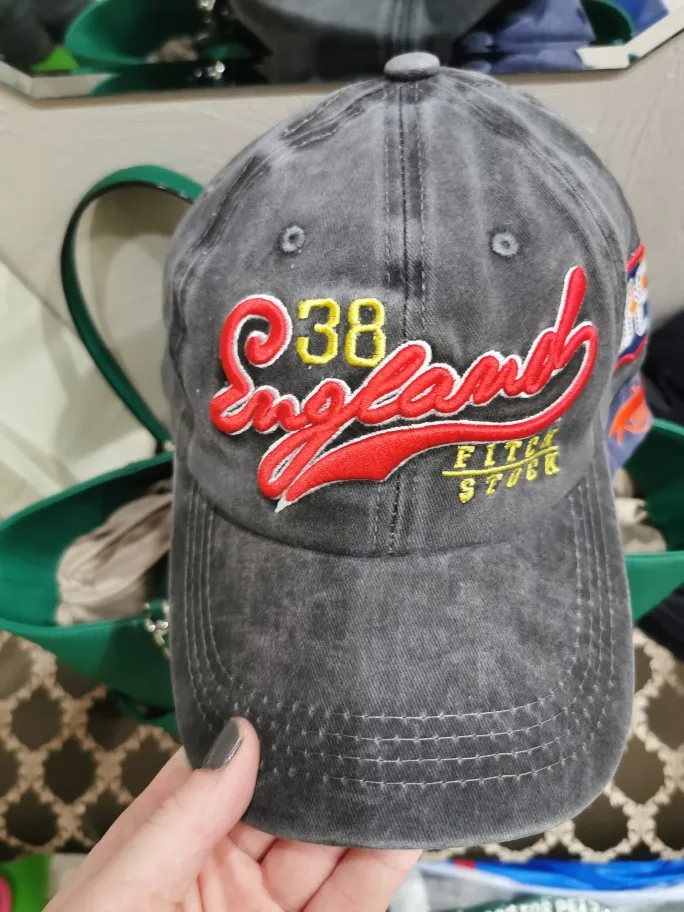 38
England
FITCH
STOCK